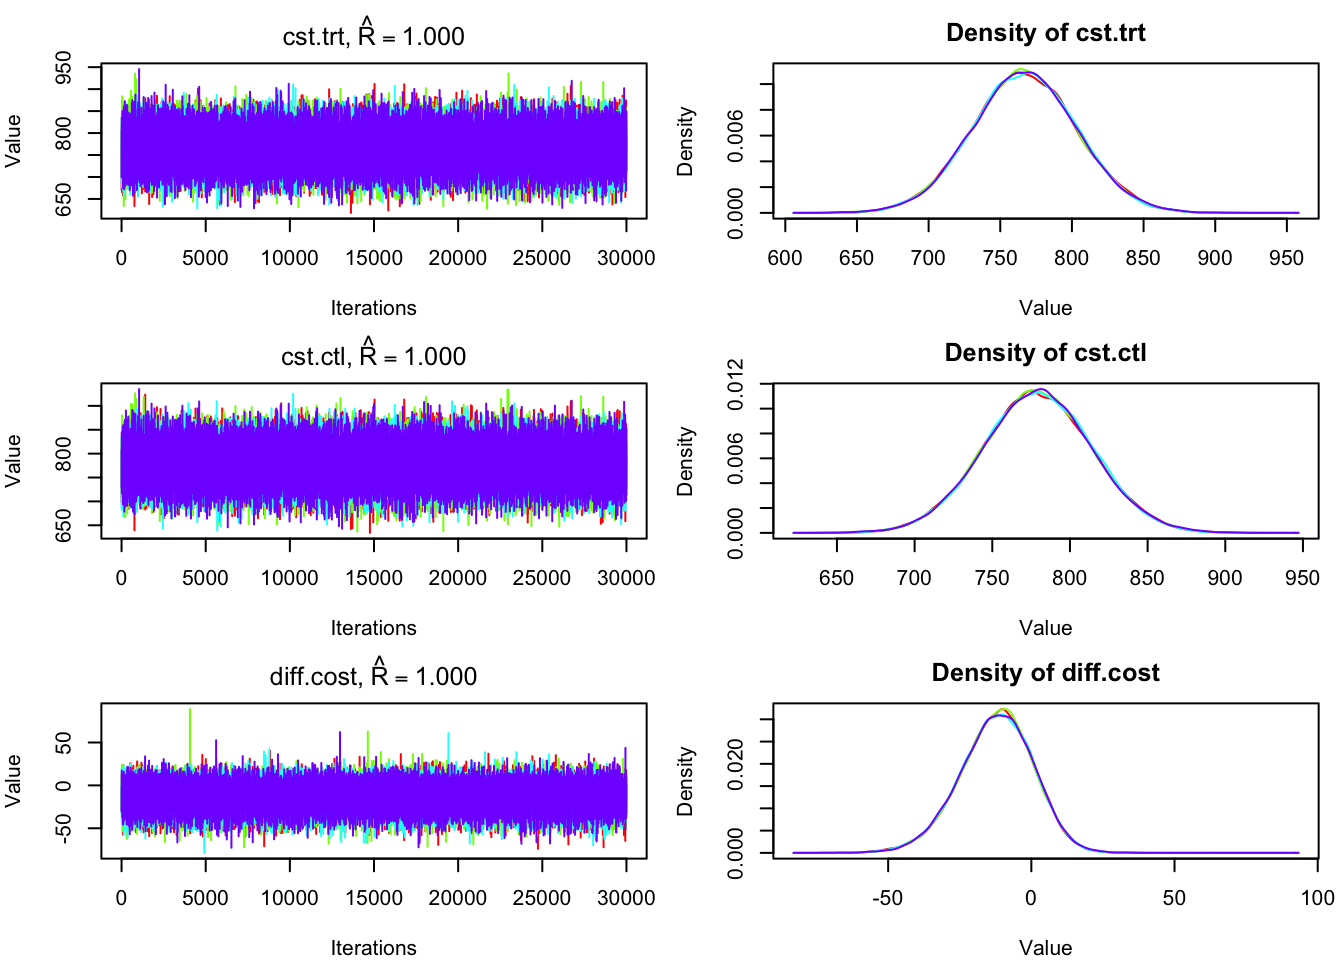 cst.trt, R̂ = 1.000
Value
650 800 950
0 5000 10000 15000 20000 25000 30000
Iterations
Density of cst.trt
Density
0.000 0.006
600 650 700 750 800 850 900 950
Value
cst.ctl, R̂ = 1.000
Value
650 800
0 5000 10000 15000 20000 25000 30000
Iterations
Density of cst.ctl
Density
0.000 0.006 0.012
650 700 750 800 850 900 950
Value
diff.cost, R̂ = 1.000
Value
-50 0 50
0 5000 10000 15000 20000 25000 30000
Iterations
Density of diff.cost
Density
0.000 0.020
-50 0 50 100
Value